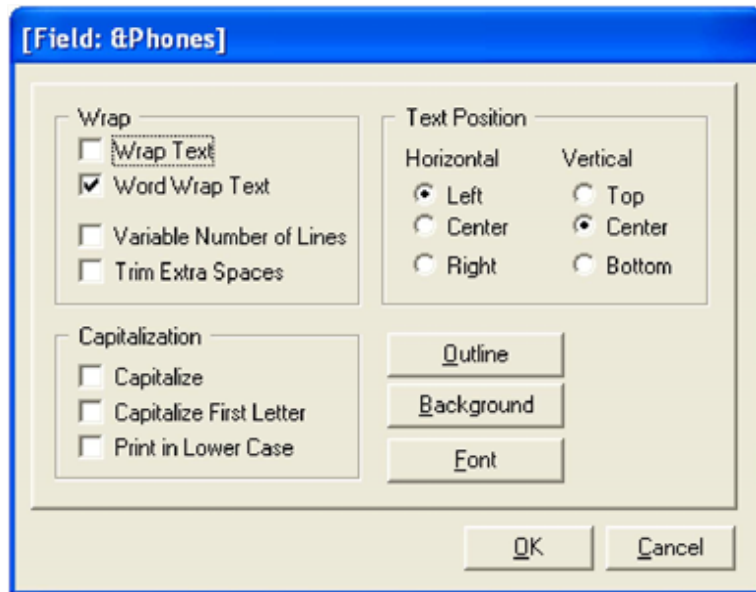 [Field: &Phones]
Wrap
Wrap Text
Word Wrap Text
Variable Number of Lines
Trim Extra Spaces
Text Position
Horizontal
Vertical
Left
Top
Center
Center
Right
Bottom
Capitalization
Capitalize
Capitalize First Letter
Print in Lower Case
Outline
Background
Font
OK
Cancel